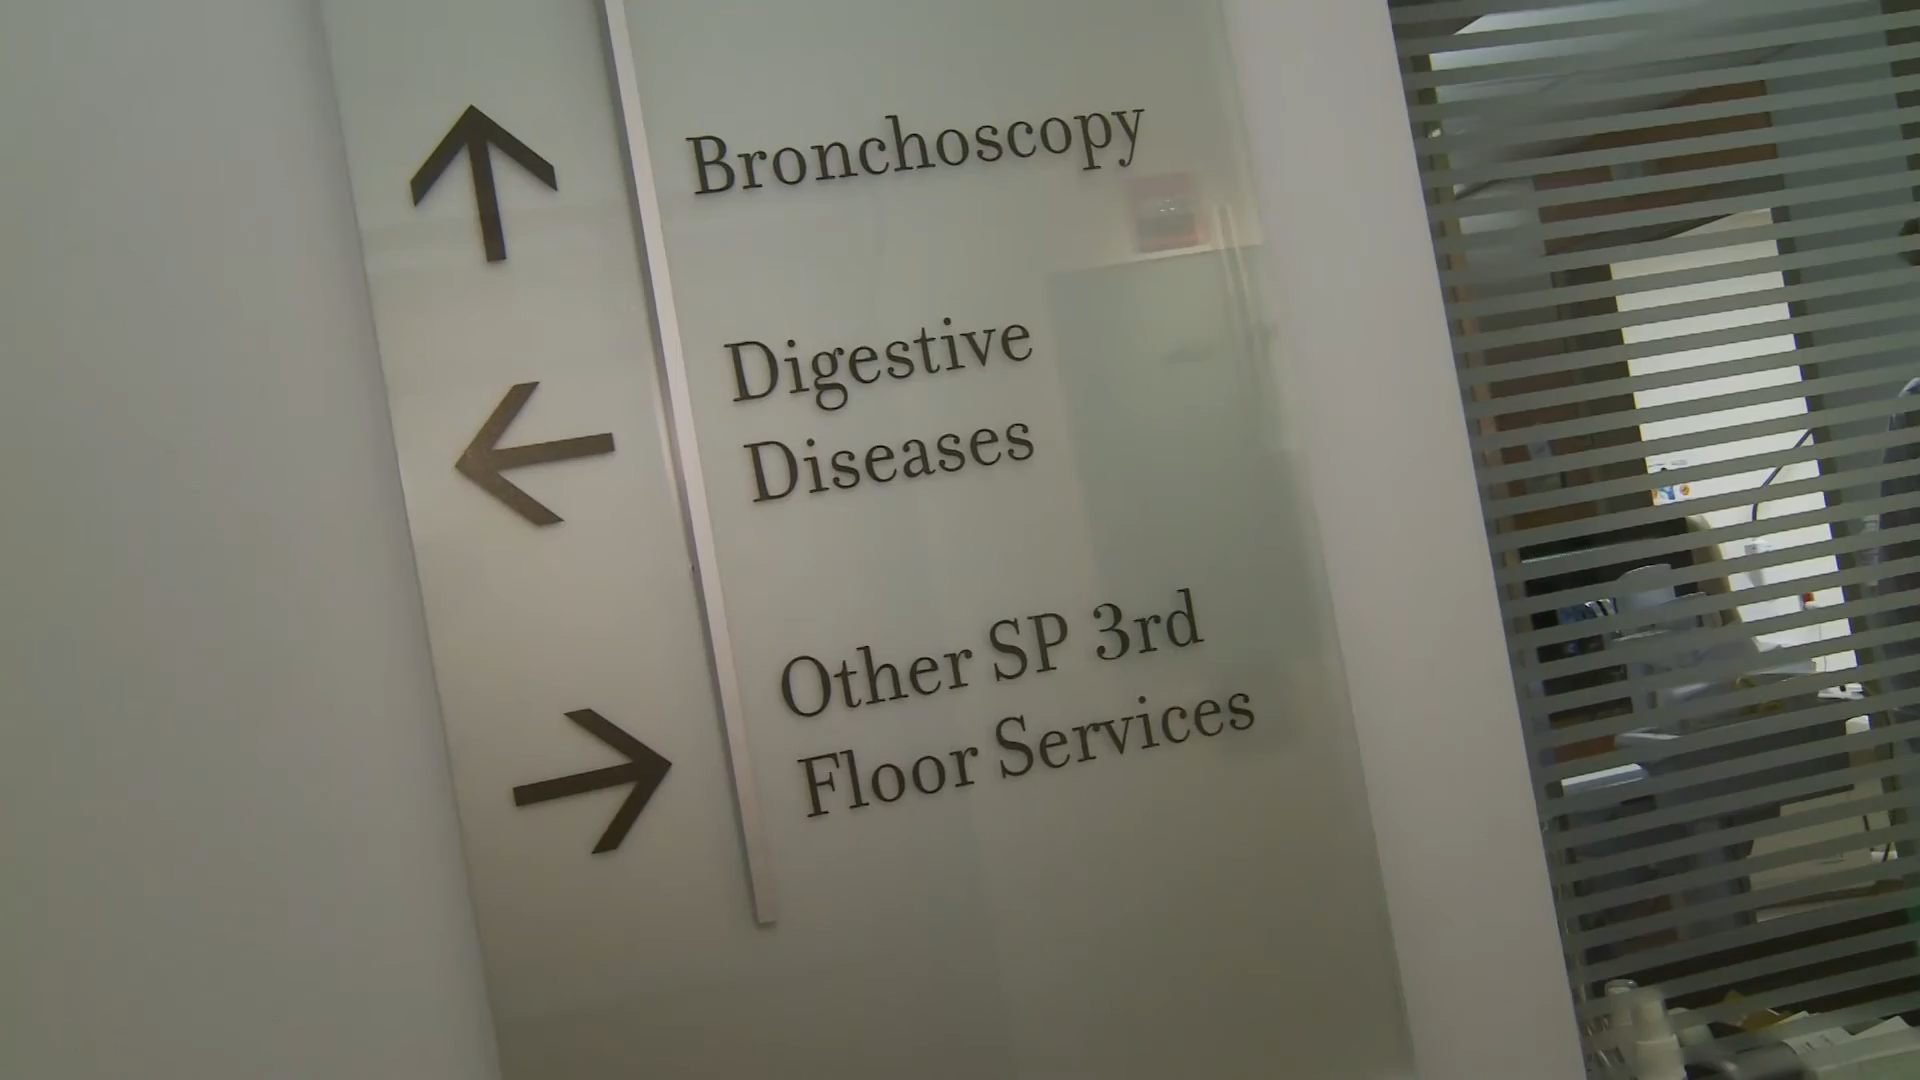 Bronchoscopy
Digestive
Diseases
Other SP 3rd
Floor Services